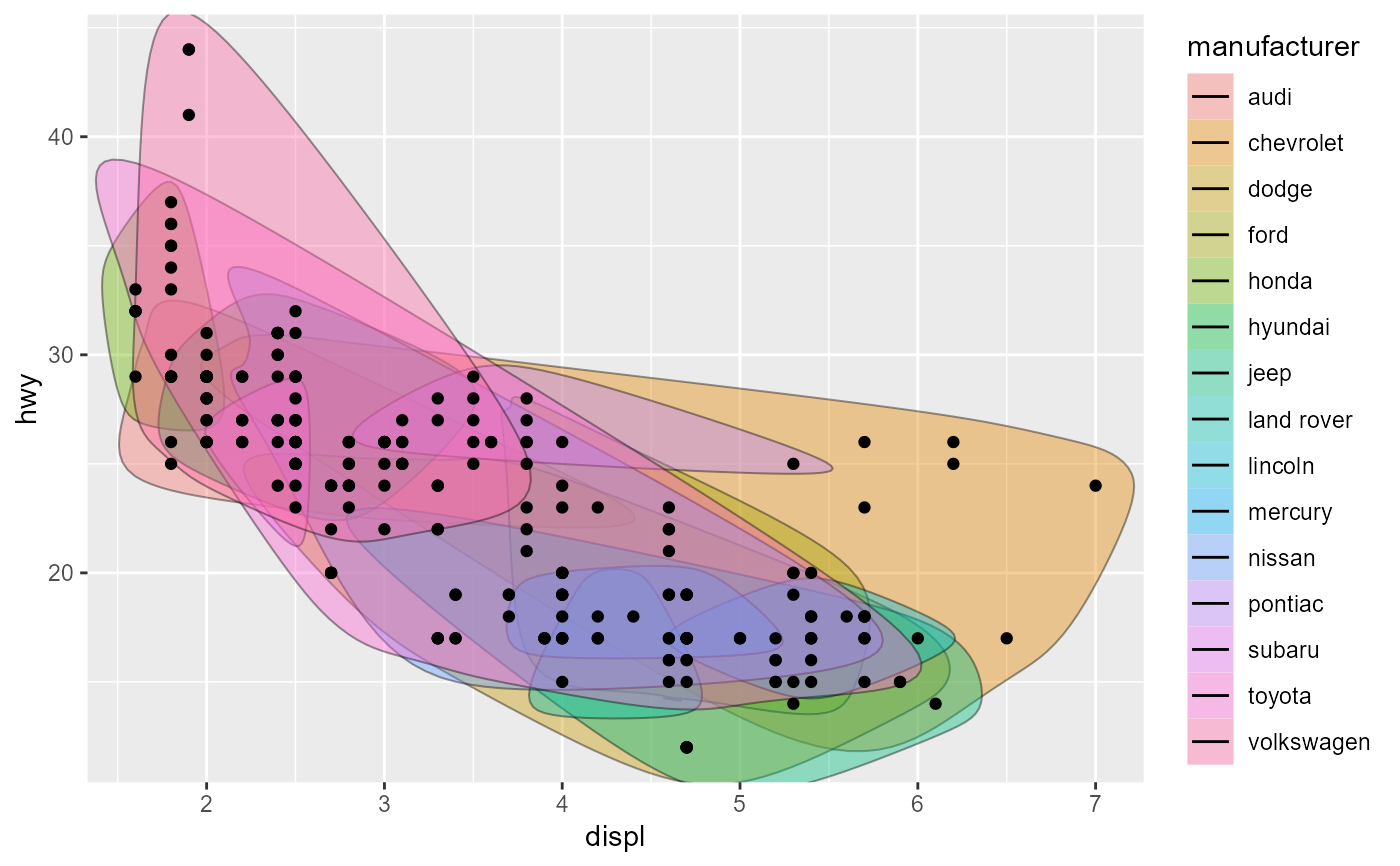 manufacturer
audi
chevrolet
dodge
ford
honda
hyundai
jeep
land rover
lincoln
mercury
nissan
pontiac
subaru
toyota
volkswagen
40
30
20
hwy
2 3 4 5 6 7
displ